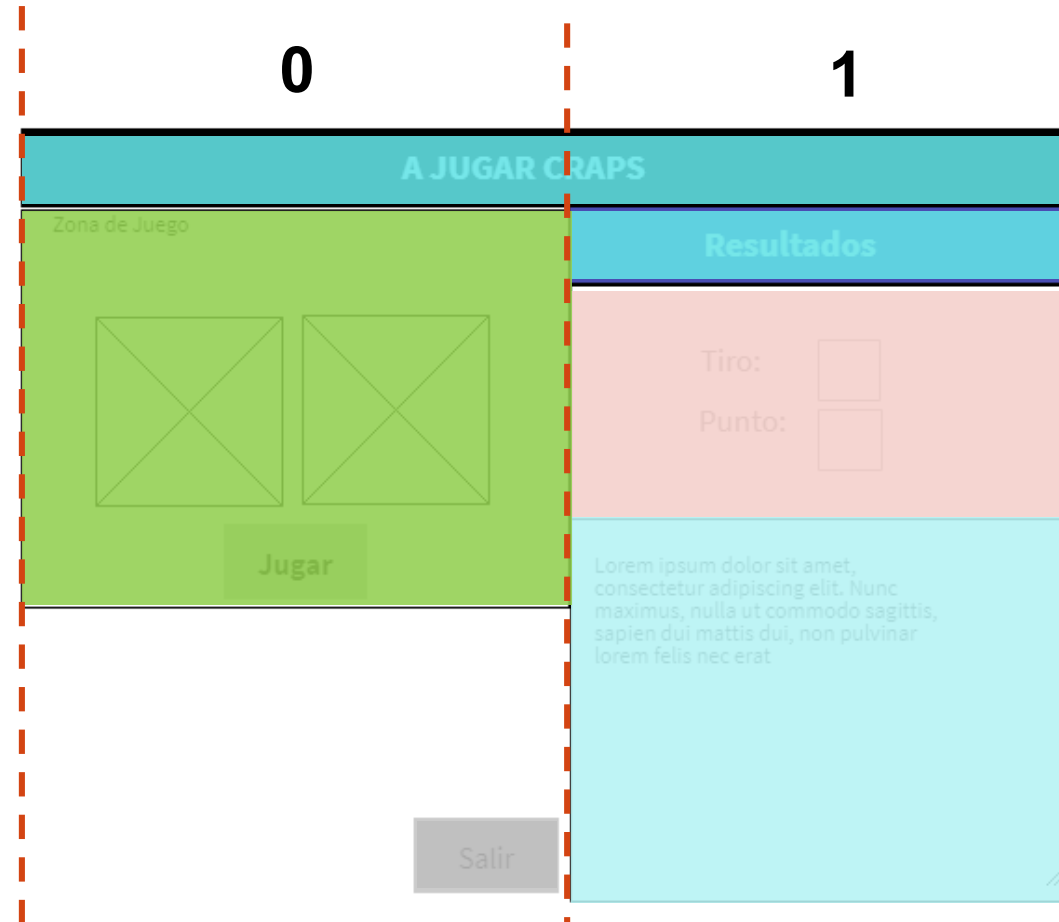 0
1
A JUGAR CRAPS
Zona de Juego
Resultados
Tiro:
Punto:
Jugar
Lorem ipsum dolor sit amet,
consectetur adipiscing elit. Nunc
maximus, nulla ut commodo sagittis,
sapien dui mattis dui, non pulvinar
lorem felis nec erat
Salir